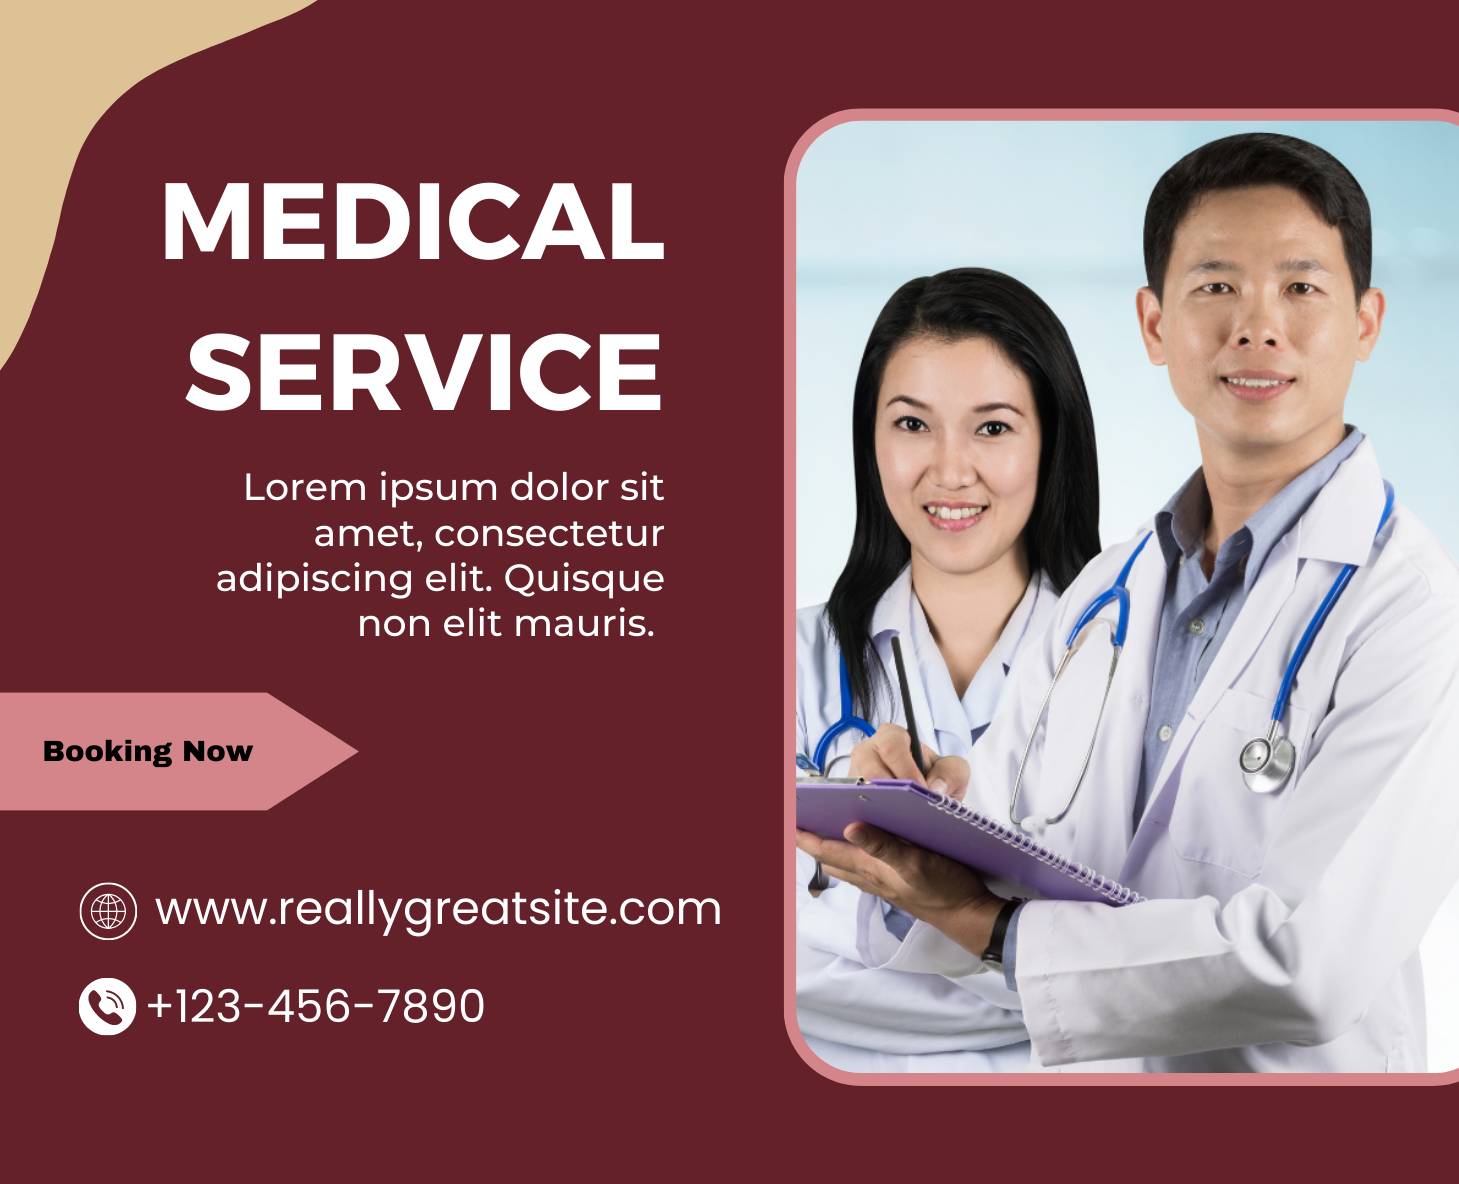 MEDICAL
SERVICE
Lorem ipsum dolor sit
amet, consectetur
adipiscing elit. Quisque
non elit mauris.
Booking Now
www.reallygreatsite.com
+123-456-7890